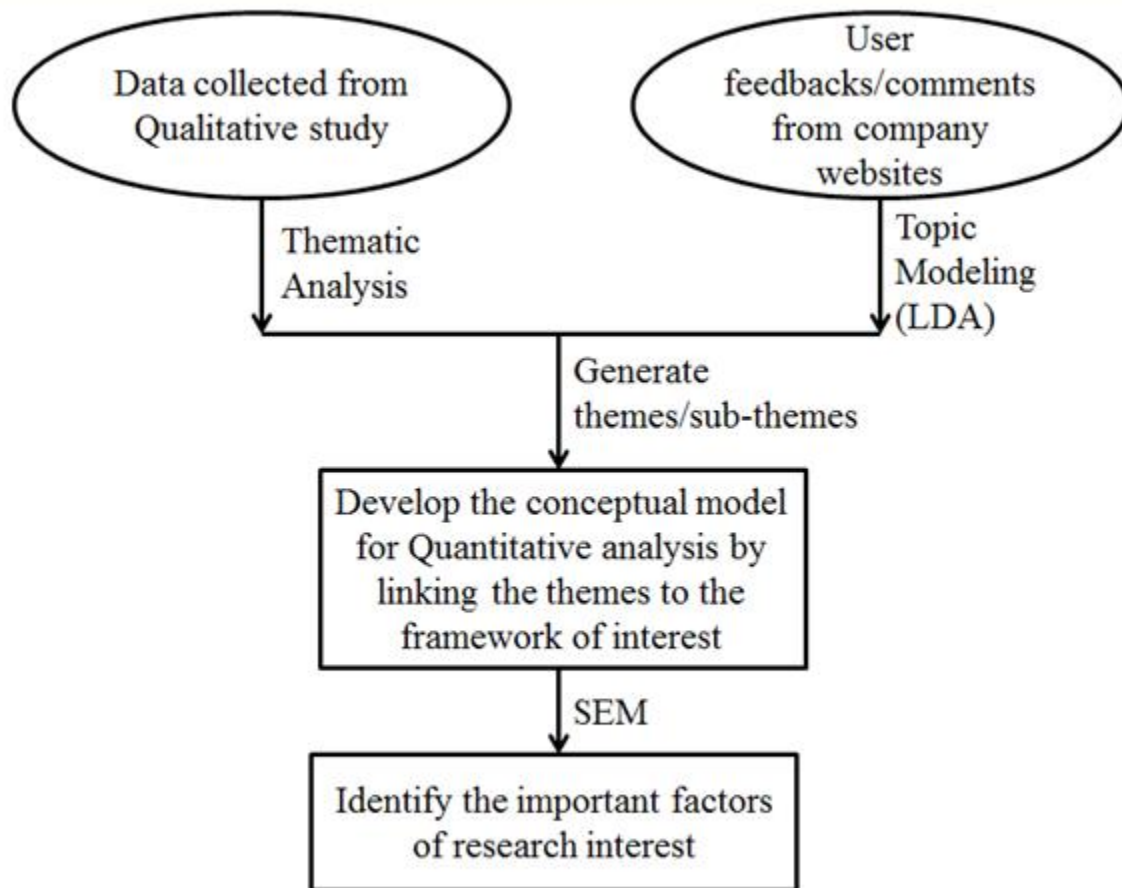 Data collected from
Qualitative study
User
feedbacks/comments
from company
websites
Thematic
Analysis
Topic
Modeling
(LDA)
Generate
themes/sub-themes
Develop the conceptual model
for Quantitative analysis by
linking the themes to the
framework of interest
SEM
Identify the important factors
of research interest